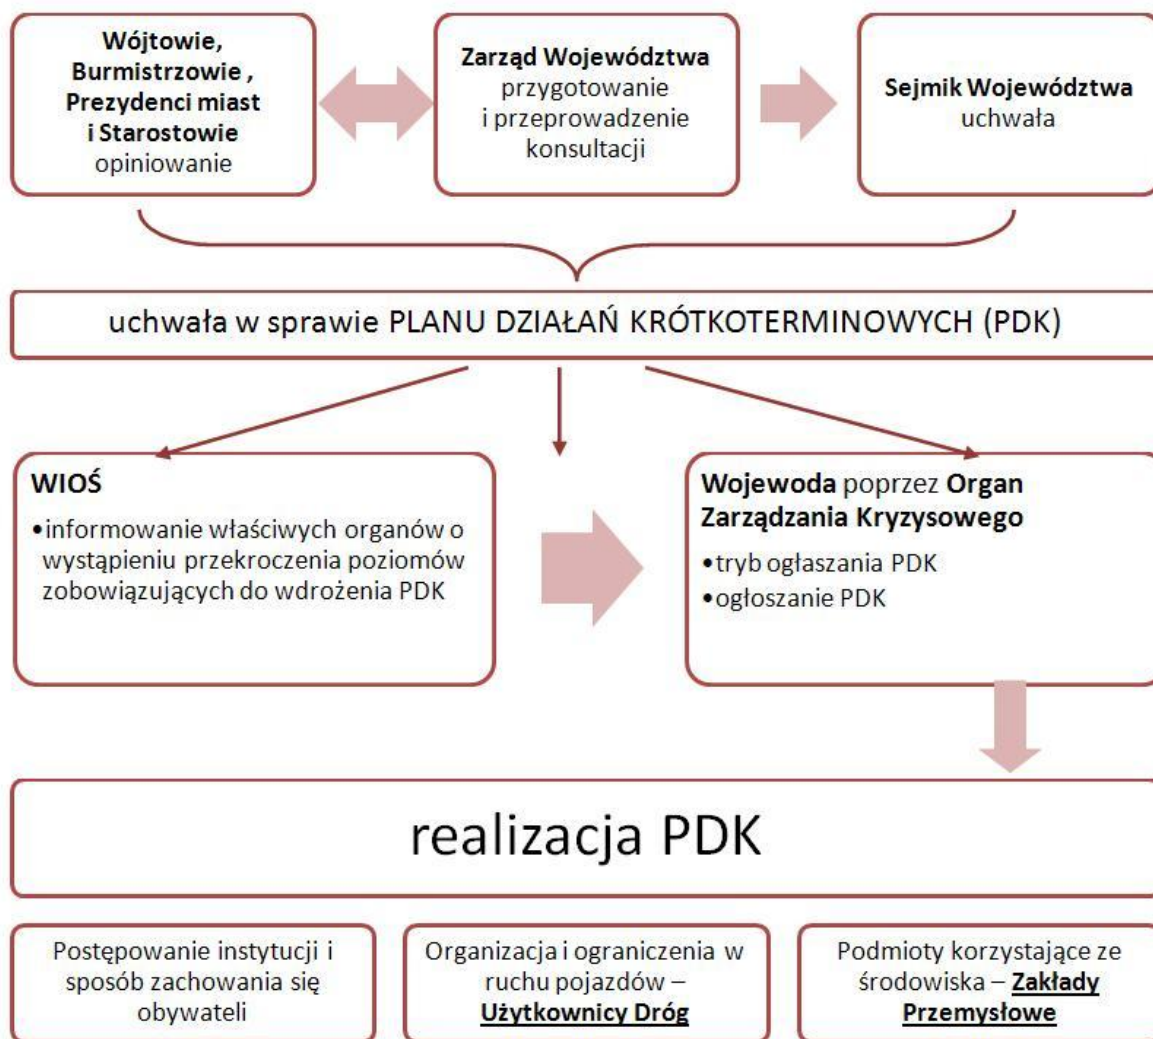 Wójtowie,
Burmistrzowie ,
Prezydenci miast
i Starostowie
opiniowanie
Zarząd Województwa
przygotowanie
i przeprowadzenie
konsultacji
Sejmik Województwa
uchwała
uchwała w sprawie PLANU DZIAŁAŃ KRÓTKOTERMINOWYCH (PDK)
WIOŚ
•informowanie właściwych organów o
wystąpieniu przekroczenia poziomów
zobowiązujących do wdrożenia PDK
Wojewoda poprzez Organ
Zarządzania Kryzysowego
•tryb ogłaszania PDK
•ogłoszanie PDK
realizacja PDK
Postępowanie instytucji i
sposób zachowania się
obywateli
Organizacja i ograniczenia w
ruchu pojazdów –
Użytkownicy Dróg
Podmioty korzystające ze
środowiska – Zakłady
Przemysłowe